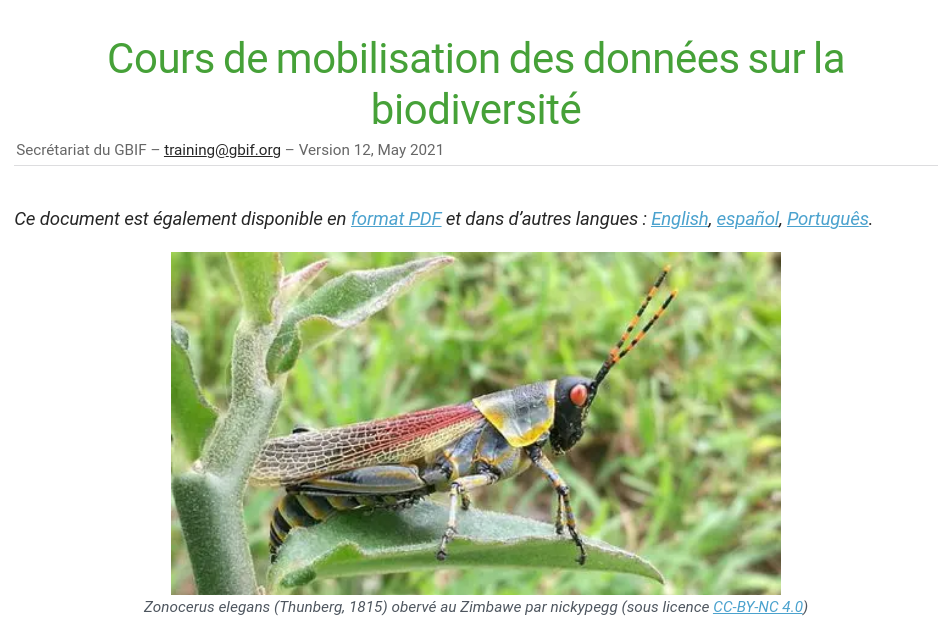 Cours de mobilisation des données sur la
biodiversité
Secrétariat du GBIF – training@gbif.org – Version 12, May 2021
Ce document est également disponible en format PDF et dans d’autres langues : English, español, Português.
Zonocerus elegans (Thunberg, 1815) obervé au Zimbawe par nickypegg (sous licence CC-BY-NC 4.0)